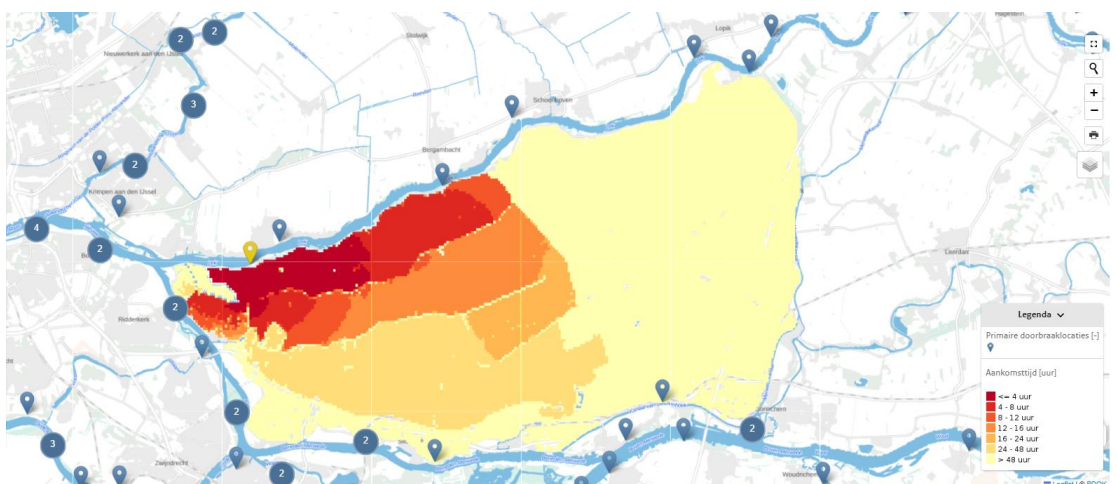 Stolwijk
Lopik
Hagestein
Nieuwerkerk aan den IJssel
2
2
3
Schoonhoven
Bergambacht
2
Krimpen aan den IJssel
4
2
Leerdam
2
Ridderkerk
Legenda
Primaire doorbraaklocaties [-]
Aankomsttijd [uur]
<= 4 uur
4 - 8 uur
8 - 12 uur
12 - 16 uur
16 - 24 uur
24 - 48 uur
> 48 uur
2
Gorinchem
3
2
2
Zwijndrecht
2
Woudrichem
Leaflet | © PDOK